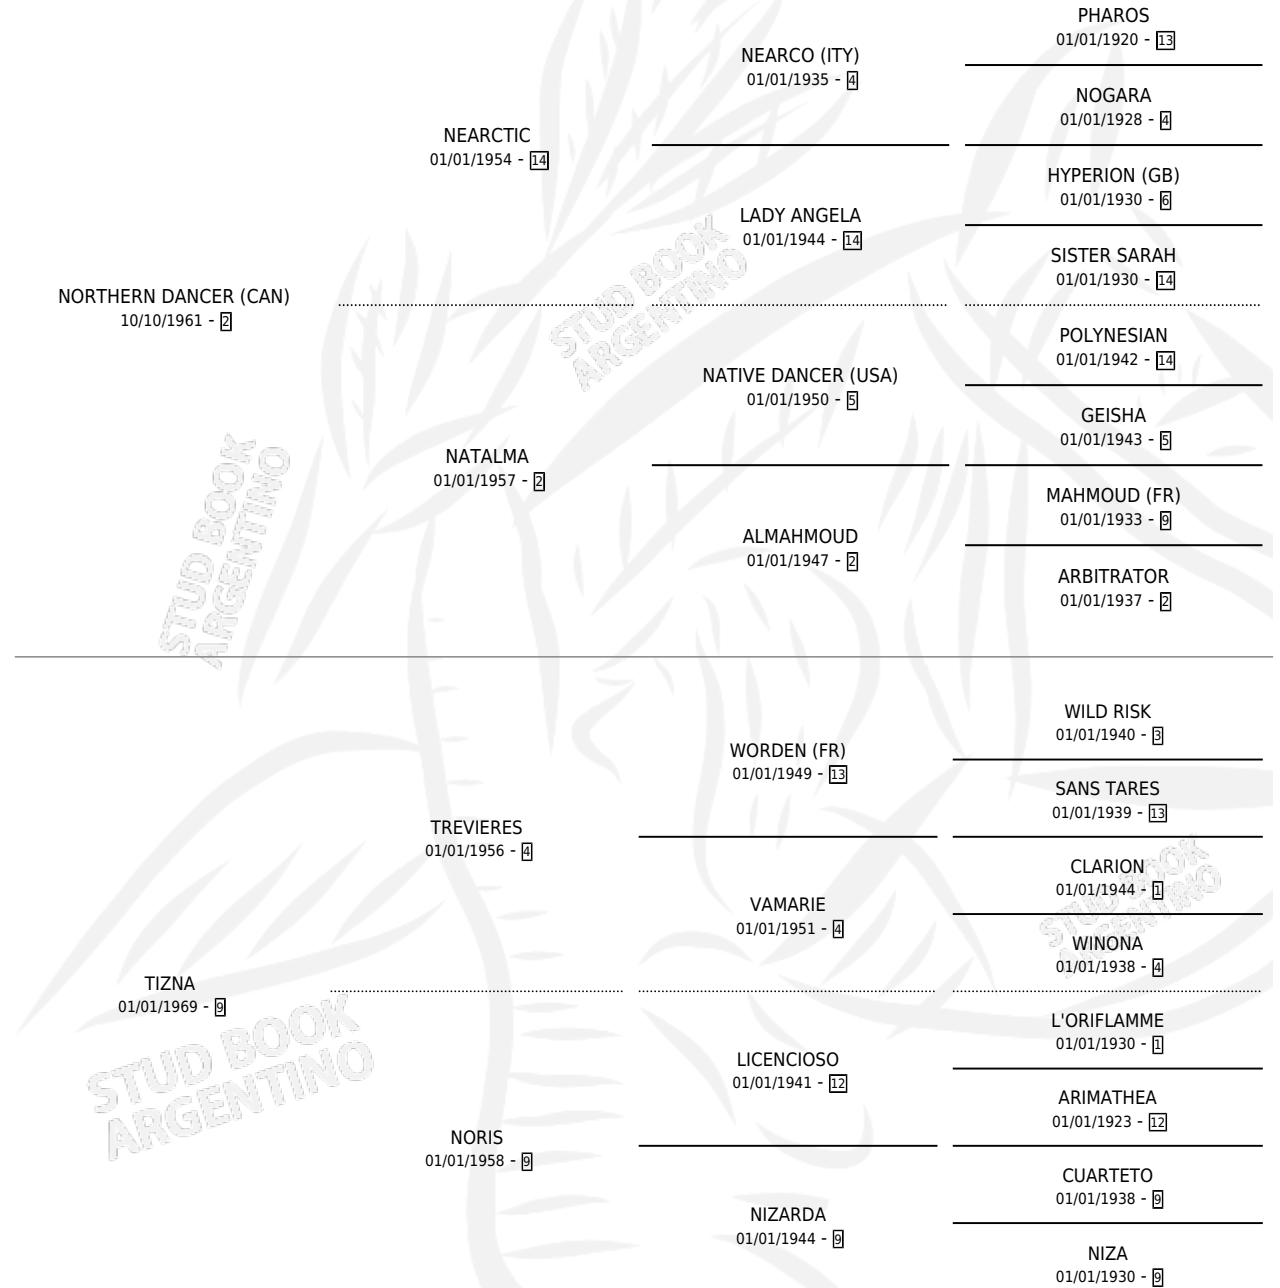 PHAROS
01/01/1920 - 13
NEARCO (ITY)
01/01/1935 - 4
NOGARA
01/01/1928 - 4
NEARCTIC
01/01/1954 - 14
HYPERION (GB)
01/01/1930 - 6
LADY ANGELA
01/01/1944 - 14
SISTER SARAH
01/01/1930 - 14
NORTHERN DANCER (CAN)
10/10/1961 - 2
POLYNESIAN
01/01/1942 - 14
NATIVE DANCER (USA)
01/01/1950 - 5
GEISHA
01/01/1943 - 5
NATALMA
01/01/1957 - 2
MAHMOUD (FR)
01/01/1933 - 9
ALMAHMOUD
01/01/1947 - 2
ARBITRATOR
01/01/1937 - 2
STUD BOOK
ARGENTINO
STUD BOOK
ARGENTINO
WILD RISK
01/01/1940 - 3
WORDEN (FR)
01/01/1949 - 13
SANS TARES
01/01/1939 - 13
TREVIERES
01/01/1956 - 4
CLARION
01/01/1944 - 1
VAMARIE
01/01/1951 - 4
WINONA
01/01/1938 - 4
STUD BOOK
ARGENTINO
TIZNA
01/01/1969 - 9
L'ORIFLAMME
01/01/1930 - 1
LICENCIOSO
01/01/1941 - 12
ARIMATHEA
01/01/1923 - 12
STUD BOOK
ARGENTINO
NORIS
01/01/1958 - 9
CUARTETO
01/01/1938 - 9
NIZARDA
01/01/1944 - 9
NIZA
01/01/1930 - 9